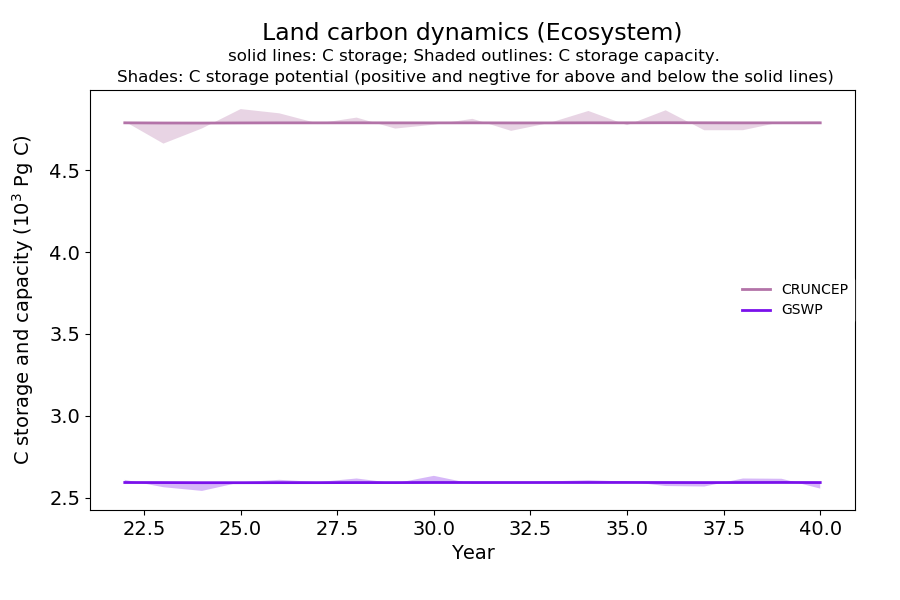 Land carbon dynamics (Ecosystem)
solid lines: C storage; Shaded outlines: C storage capacity.
Shades: C storage potential (positive and negtive for above and below the solid lines)
C storage and capacity (10³ Pg C)
4.5
4.0
3.5
3.0
2.5
CRUNCEP
GSWP
22.5 25.0 27.5 30.0 32.5 35.0 37.5 40.0
Year